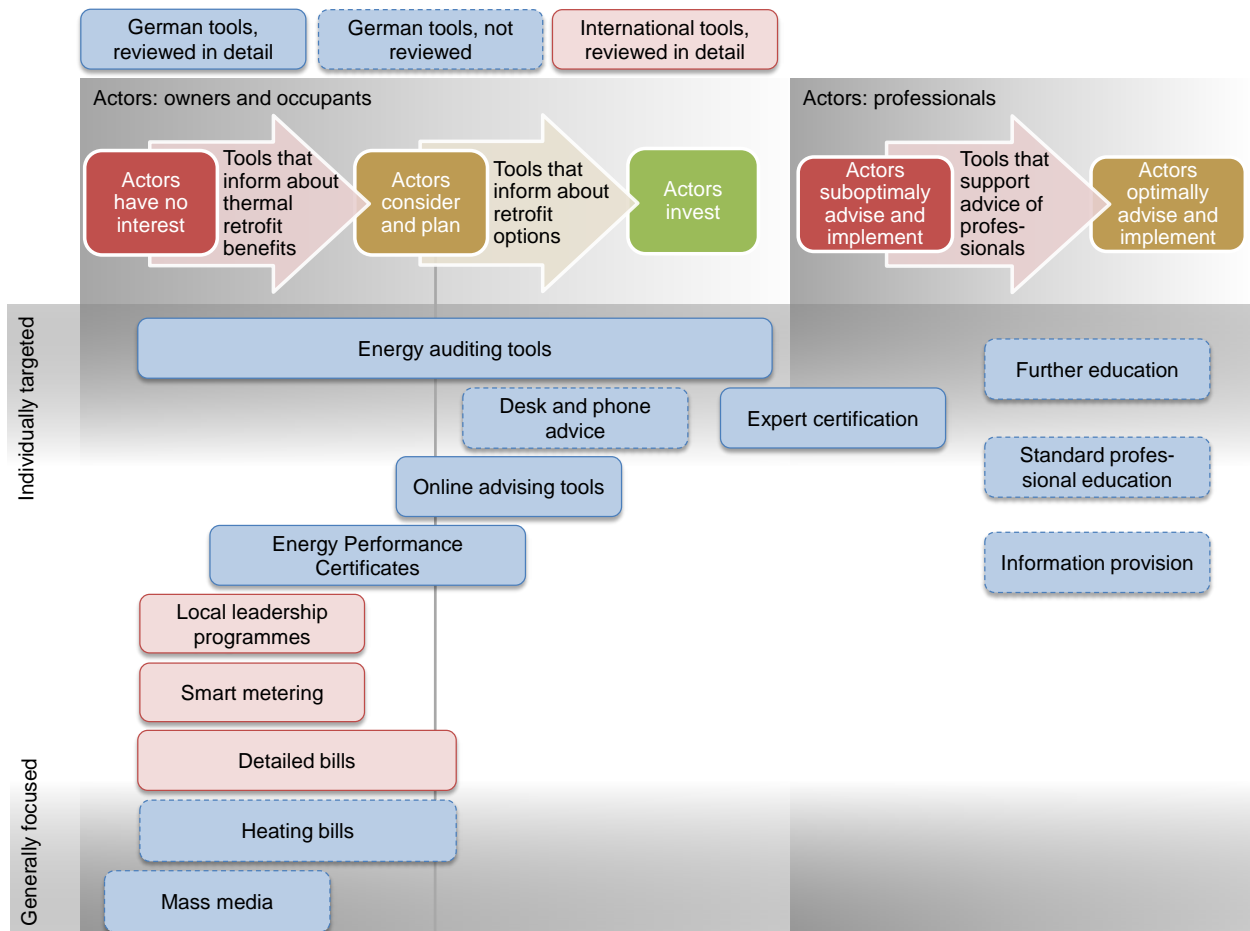 German tools,
reviewed in detail
German tools, not
reviewed
International tools,
reviewed in detail
Actors: owners and occupants
Actors: professionals
Actors
have no
interest
Tools that
inform about
thermal
retrofit
benefits
Actors
consider
and plan
Tools that
inform about
retrofit
options
Actors
invest
Actors
suboptimaly
advise and
implement
Tools that
support
advice of
profes-
sionals
Actors
optimally
advise and
implement
Individually targeted
Generally focused
Energy auditing tools
Further education
Desk and phone
advice
Expert certification
Standard profes-
sional education
Online advising tools
Energy Performance
Certificates
Information provision
Local leadership
programmes
Smart metering
Detailed bills
Heating bills
Mass media